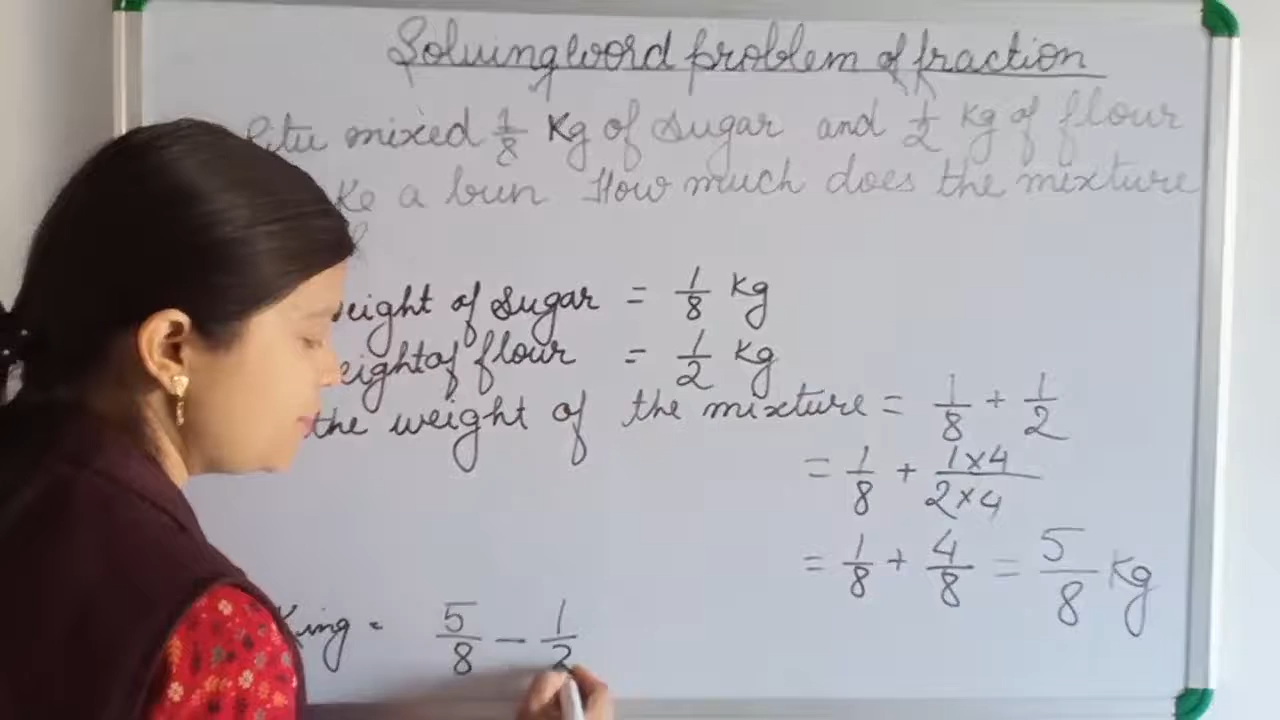 Solving word problem of fraction
Ritu mixed 1/8 Kg of sugar and 1/2 Kg of flour
a bun How much does the mixture
weight of sugar = 1/8 Kg
weight of flour = 1/2 Kg
the weight of the mixture = 1/8 + 1/2
= 1/8 + 1×4/2×4
= 1/8 + 4/8 = 5/8 Kg
King = 5/8 - 1/2